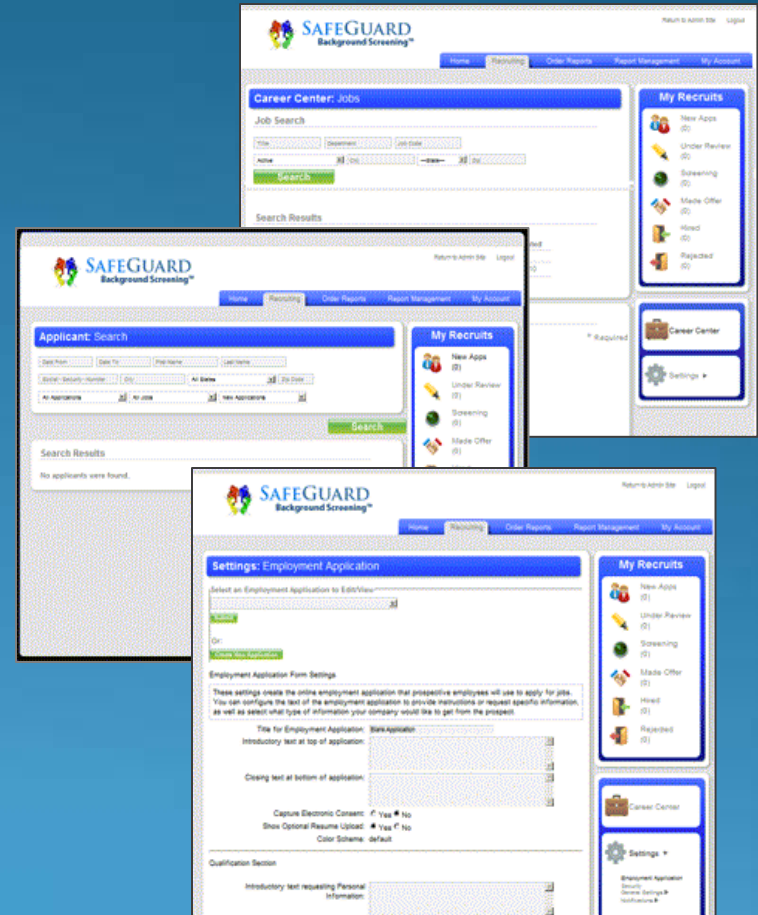 Return to Admin Site Logout
SAFEGUARD
Background Screening™
Home Recruiting Order Reports Report Management My Account
Career Center: Jobs
Job Search
Title Department Job Code
Active City --State-- Zip
Search
Search Results
My Recruits
New Apps
(0)
Under Review
(0)
Screening
(0)
Made Offer
(0)
Hired
(0)
Rejected
(0)
* Required
Career Center
Settings ▶
Return to Admin Site Logout
SAFEGUARD
Background Screening™
Home Recruiting Order Reports Report Management My Account
Applicant: Search
Date From Date To First Name Last Name
Social - Security - Number City All States Zip Code
All Applications All Jobs New Applications
Search
Search Results
No applicants were found.
My Recruits
New Apps
(0)
Under Review
(0)
Screening
(0)
Made Offer
(0)
Return to Admin Site Logout
SAFEGUARD
Background Screening™
Home Recruiting Order Reports Report Management My Account
Settings: Employment Application
Select an Employment Application to Edit/View
Submit
Or:
Create New Application
Employment Application Form Settings
These settings create the online employment application that prospective employees will use to apply for jobs.
You can configure the text of the employment application to provide instructions or request specific information,
as well as select what type of information your company would like to get from the prospect.
Title for Employment Application: Blank Application
Introductory text at top of application:
Closing text at bottom of application:
Capture Electronic Consent: Yes No
Show Optional Resume Upload: Yes No
Color Scheme: default
Qualification Section
Introductory text requesting Personal
Information:
My Recruits
New Apps
(0)
Under Review
(0)
Screening
(0)
Made Offer
(0)
Hired
(0)
Rejected
(0)
Career Center
Settings ▼
Employment Application
Security
General Settings ▶
Notifications ▶